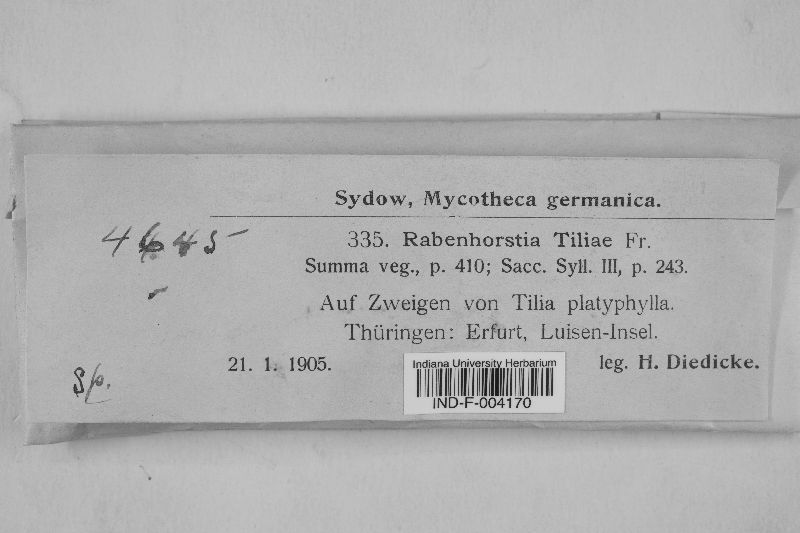 Sydow, Mycotheca germanica.
335. Rabenhorstia Tiliae Fr.
Summa veg., p. 410; Sacc. Syll. III, p. 243.
Auf Zweigen von Tilia platyphylla.
Thüringen: Erfurt, Luisen-Insel.
21. 1. 1905. leg. H. Diedicke.
Indiana University Herbarium
IND-F-004170
Sp.